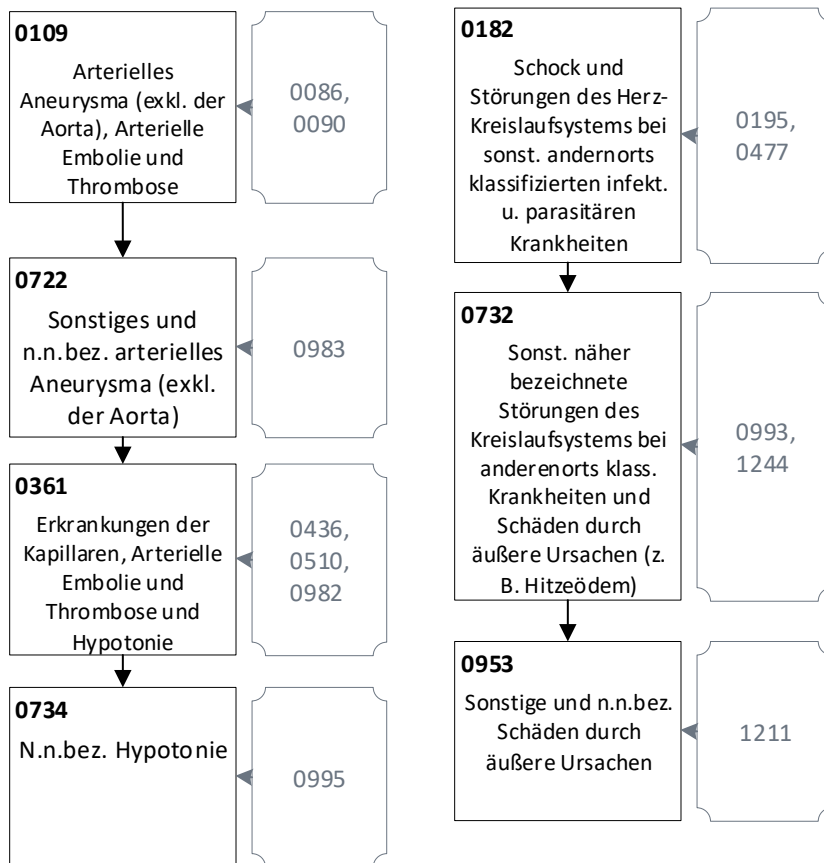 0109
Arterielles
Aneurysma (exkl. der
Aorta), Arterielle
Embolie und
Thrombose
0086,
0090
0722
Sonstiges und
n.n.bez. arterielles
Aneurysma (exkl.
der Aorta)
0983
0361
Erkrankungen der
Kapillaren, Arterielle
Embolie und
Thrombose und
Hypotonie
0436,
0510,
0982
0734
N.n.bez. Hypotonie
0995
0182
Schock und
Störungen des Herz-
Kreislaufsystems bei
sonst. andernorts
klassifizierten infekt.
u. parasitären
Krankheiten
0195,
0477
0732
Sonst. näher
bezeichnete
Störungen des
Kreislaufsystems bei
anderenorts klass.
Krankheiten und
Schäden durch
äußere Ursachen (z.
B. Hitzeödem)
0993,
1244
0953
Sonstige und n.n.bez.
Schäden durch
äußere Ursachen
1211